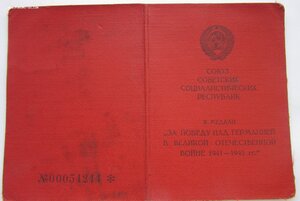 СОЮЗ
СОВЕТСКИХ
СОЦИАЛИСТИЧЕСКИХ
РЕСПУБЛИК
К МЕДАЛИ
„ЗА ПОБЕДУ НАД ГЕРМАНИЕЙ
В ВЕЛИКОЙ ОТЕЧЕСТВЕННОЙ
ВОЙНЕ 1941—1945 гг.“
№00054244 *